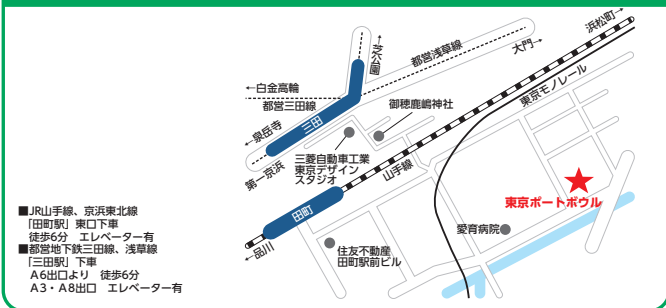 浜松町→
←芝公園
都営浅草線
大門→
←白金高輪
都営三田線
東京モノレール
御穂鹿嶋神社
三田
←泉岳寺
第一京浜
三菱自動車工業
東京デザイン
スタジオ
山手線
田町
東京ポートボウル
愛育病院
住友不動産
田町駅前ビル
←品川
■JR山手線、京浜東北線
「田町駅」東口下車
徒歩6分 エレベーター有
■都営地下鉄三田線、浅草線
「三田駅」下車
A6出口より 徒歩6分
A3・A8出口 エレベーター有